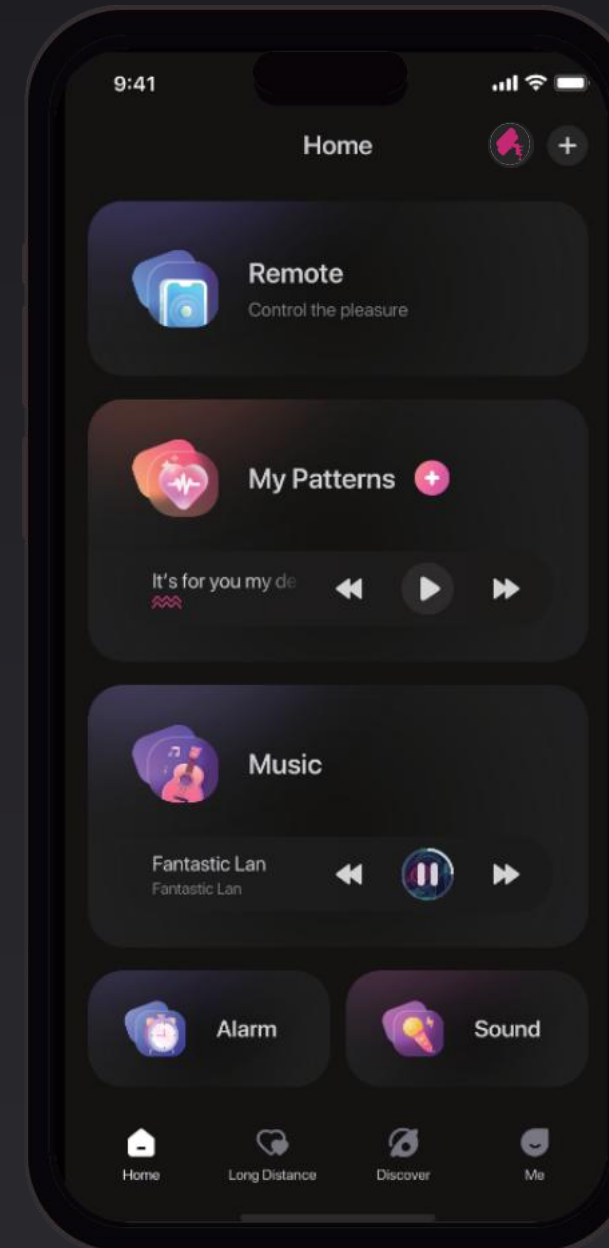 9:41
Home
Remote
Control the pleasure
My Patterns
It's for you my de
Music
Fantastic Lan
Fantastic Lan
Alarm
Sound
Home
Long Distance
Discover
Me